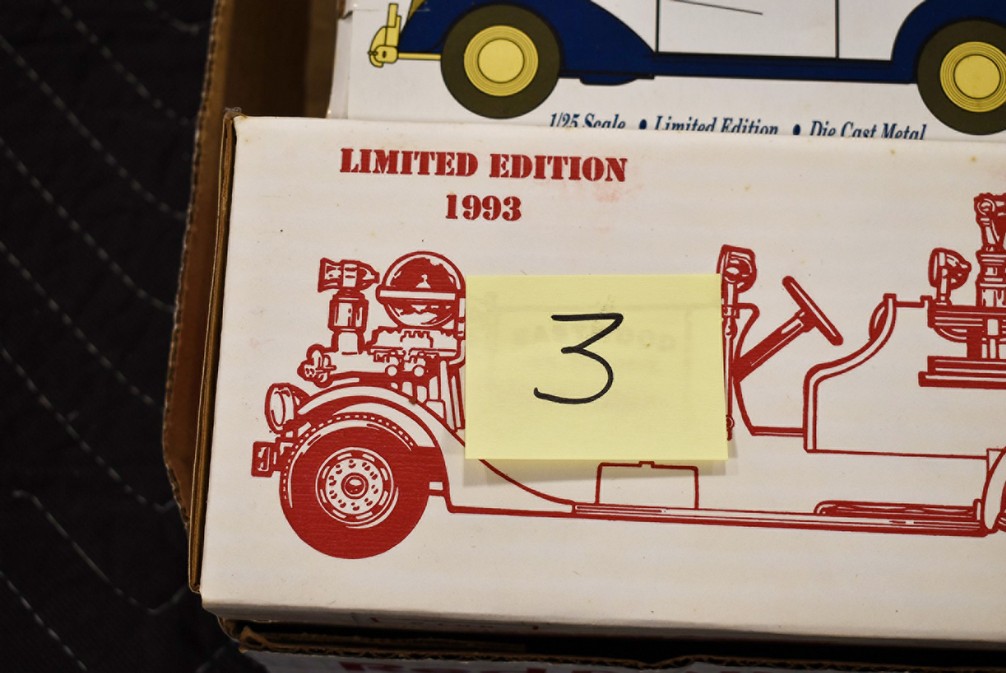 1/25 Scale • Limited Edition • Die Cast Metal
LIMITED EDITION
1993
3